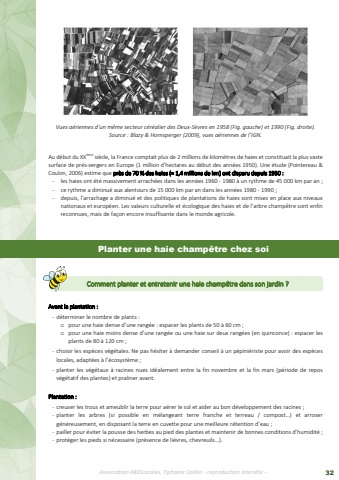 Vues aériennes d'un même secteur céréalier des Deux-Sèvres en 1958 (Fig. gauche) et 1990 (Fig. droite).
Source : Blazy & Hornsperger (2009), vues aériennes de l'IGN.
Au début du XXème siècle, la France comptait plus de 2 millions de kilomètres de haies et constituait la plus vaste
surface de prés-vergers en Europe (1 million d'hectares au début des années 1950). Une étude (Pointereau &
Coulon, 2006) estime que près de 70 % des haies (≈ 1,4 millions de km) ont disparu depuis 1950 :
- les haies ont été massivement arrachées dans les années 1960 - 1980 à un rythme de 45 000 km par an ;
- ce rythme a diminué aux alentours de 15 000 km par an dans les années 1980 - 1990 ;
- depuis, l'arrachage a diminué et des politiques de plantations de haies sont mises en place aux niveaux
nationaux et européen. Les valeurs culturelle et écologique des haies et de l'arbre champêtre sont enfin
reconnues, mais de façon encore insuffisante dans le monde agricole.
Planter une haie champêtre chez soi
Comment planter et entretenir une haie champêtre dans son jardin ?
Avant la plantation :
- déterminer le nombre de plants :
o pour une haie dense d'une rangée : espacer les plants de 50 à 60 cm ;
o pour une haie moins dense d'une rangée ou une haie sur deux rangées (en quinconce) : espacer les
plants de 80 à 120 cm ;
- choisir les espèces végétales. Ne pas hésiter à demander conseil à un pépiniériste pour avoir des espèces
locales, adaptées à l'écosystème ;
- planter les végétaux à racines nues idéalement entre la fin novembre et la fin mars (période de repos
végétatif des plantes) et praliner avant.
Plantation :
- creuser les trous et ameublir la terre pour aérer le sol et aider au bon développement des racines ;
- planter les arbres (si possible en mélangeant terre franche et terreau / compost…) et arroser
généreusement, en disposant la terre en cuvette pour une meilleure rétention d'eau ;
- pailler pour éviter la pousse des herbes au pied des plantes et maintenir de bonnes conditions d'humidité ;
- protéger les pieds si nécessaire (présence de lièvres, chevreuils…).
32